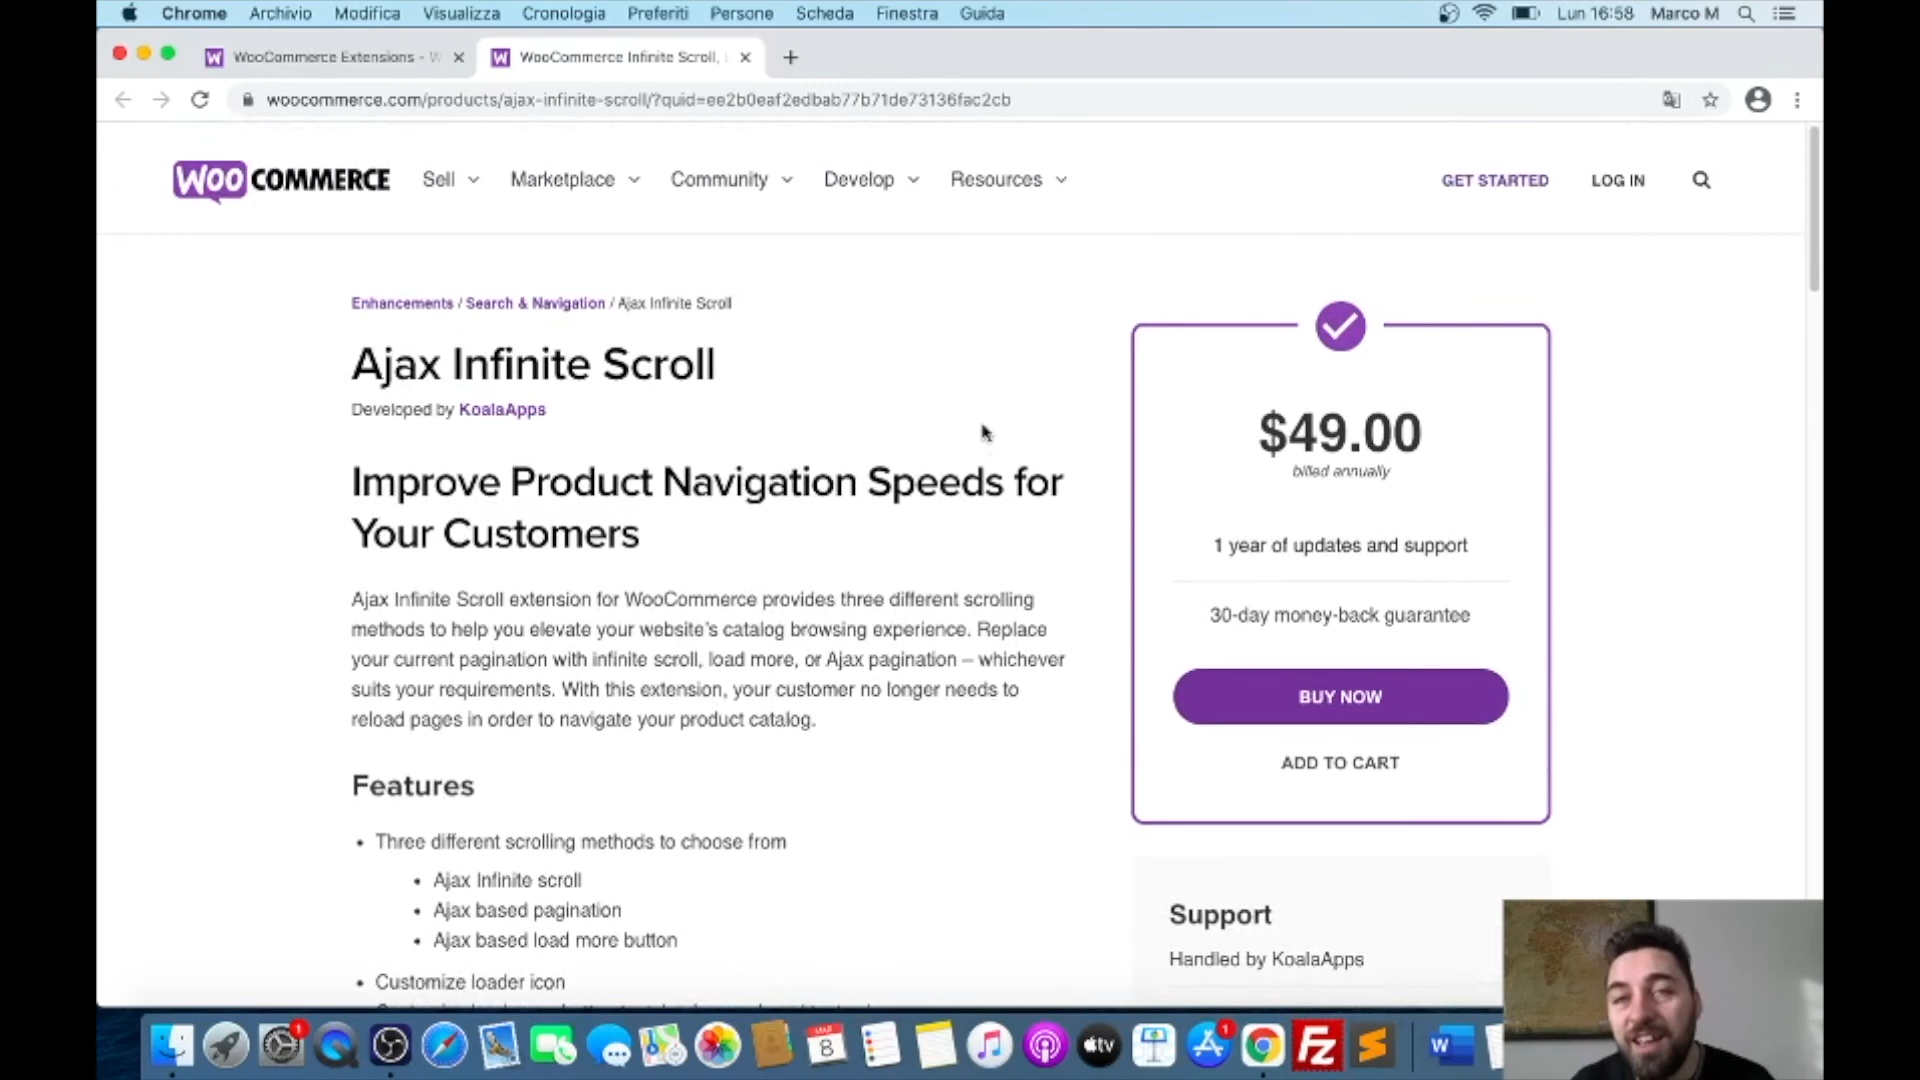 Chrome Archivio Modifica Visualizza Cronologia Preferiti Persone Scheda Finestra Guida Lun 16:58 Marco M
WooCommerce Extensions - WooCommerce Infinite Scroll,
woocommerce.com/products/ajax-infinite-scroll/?quid=ee2b0eaf2edbab77b71de73136fac2cb
WOOCOMMERCE Sell Marketplace Community Develop Resources GET STARTED LOG IN
Enhancements / Search & Navigation / Ajax Infinite Scroll
Ajax Infinite Scroll
Developed by KoalaApps
Improve Product Navigation Speeds for
Your Customers
Ajax Infinite Scroll extension for WooCommerce provides three different scrolling
methods to help you elevate your website's catalog browsing experience. Replace
your current pagination with infinite scroll, load more, or Ajax pagination – whichever
suits your requirements. With this extension, your customer no longer needs to
reload pages in order to navigate your product catalog.
Features
• Three different scrolling methods to choose from
• Ajax Infinite scroll
• Ajax based pagination
• Ajax based load more button
• Customize loader icon
$49.00
billed annually
1 year of updates and support
30-day money-back guarantee
BUY NOW
ADD TO CART
Support
Handled by KoalaApps
1
MAR
8
tv
1
Fz
W